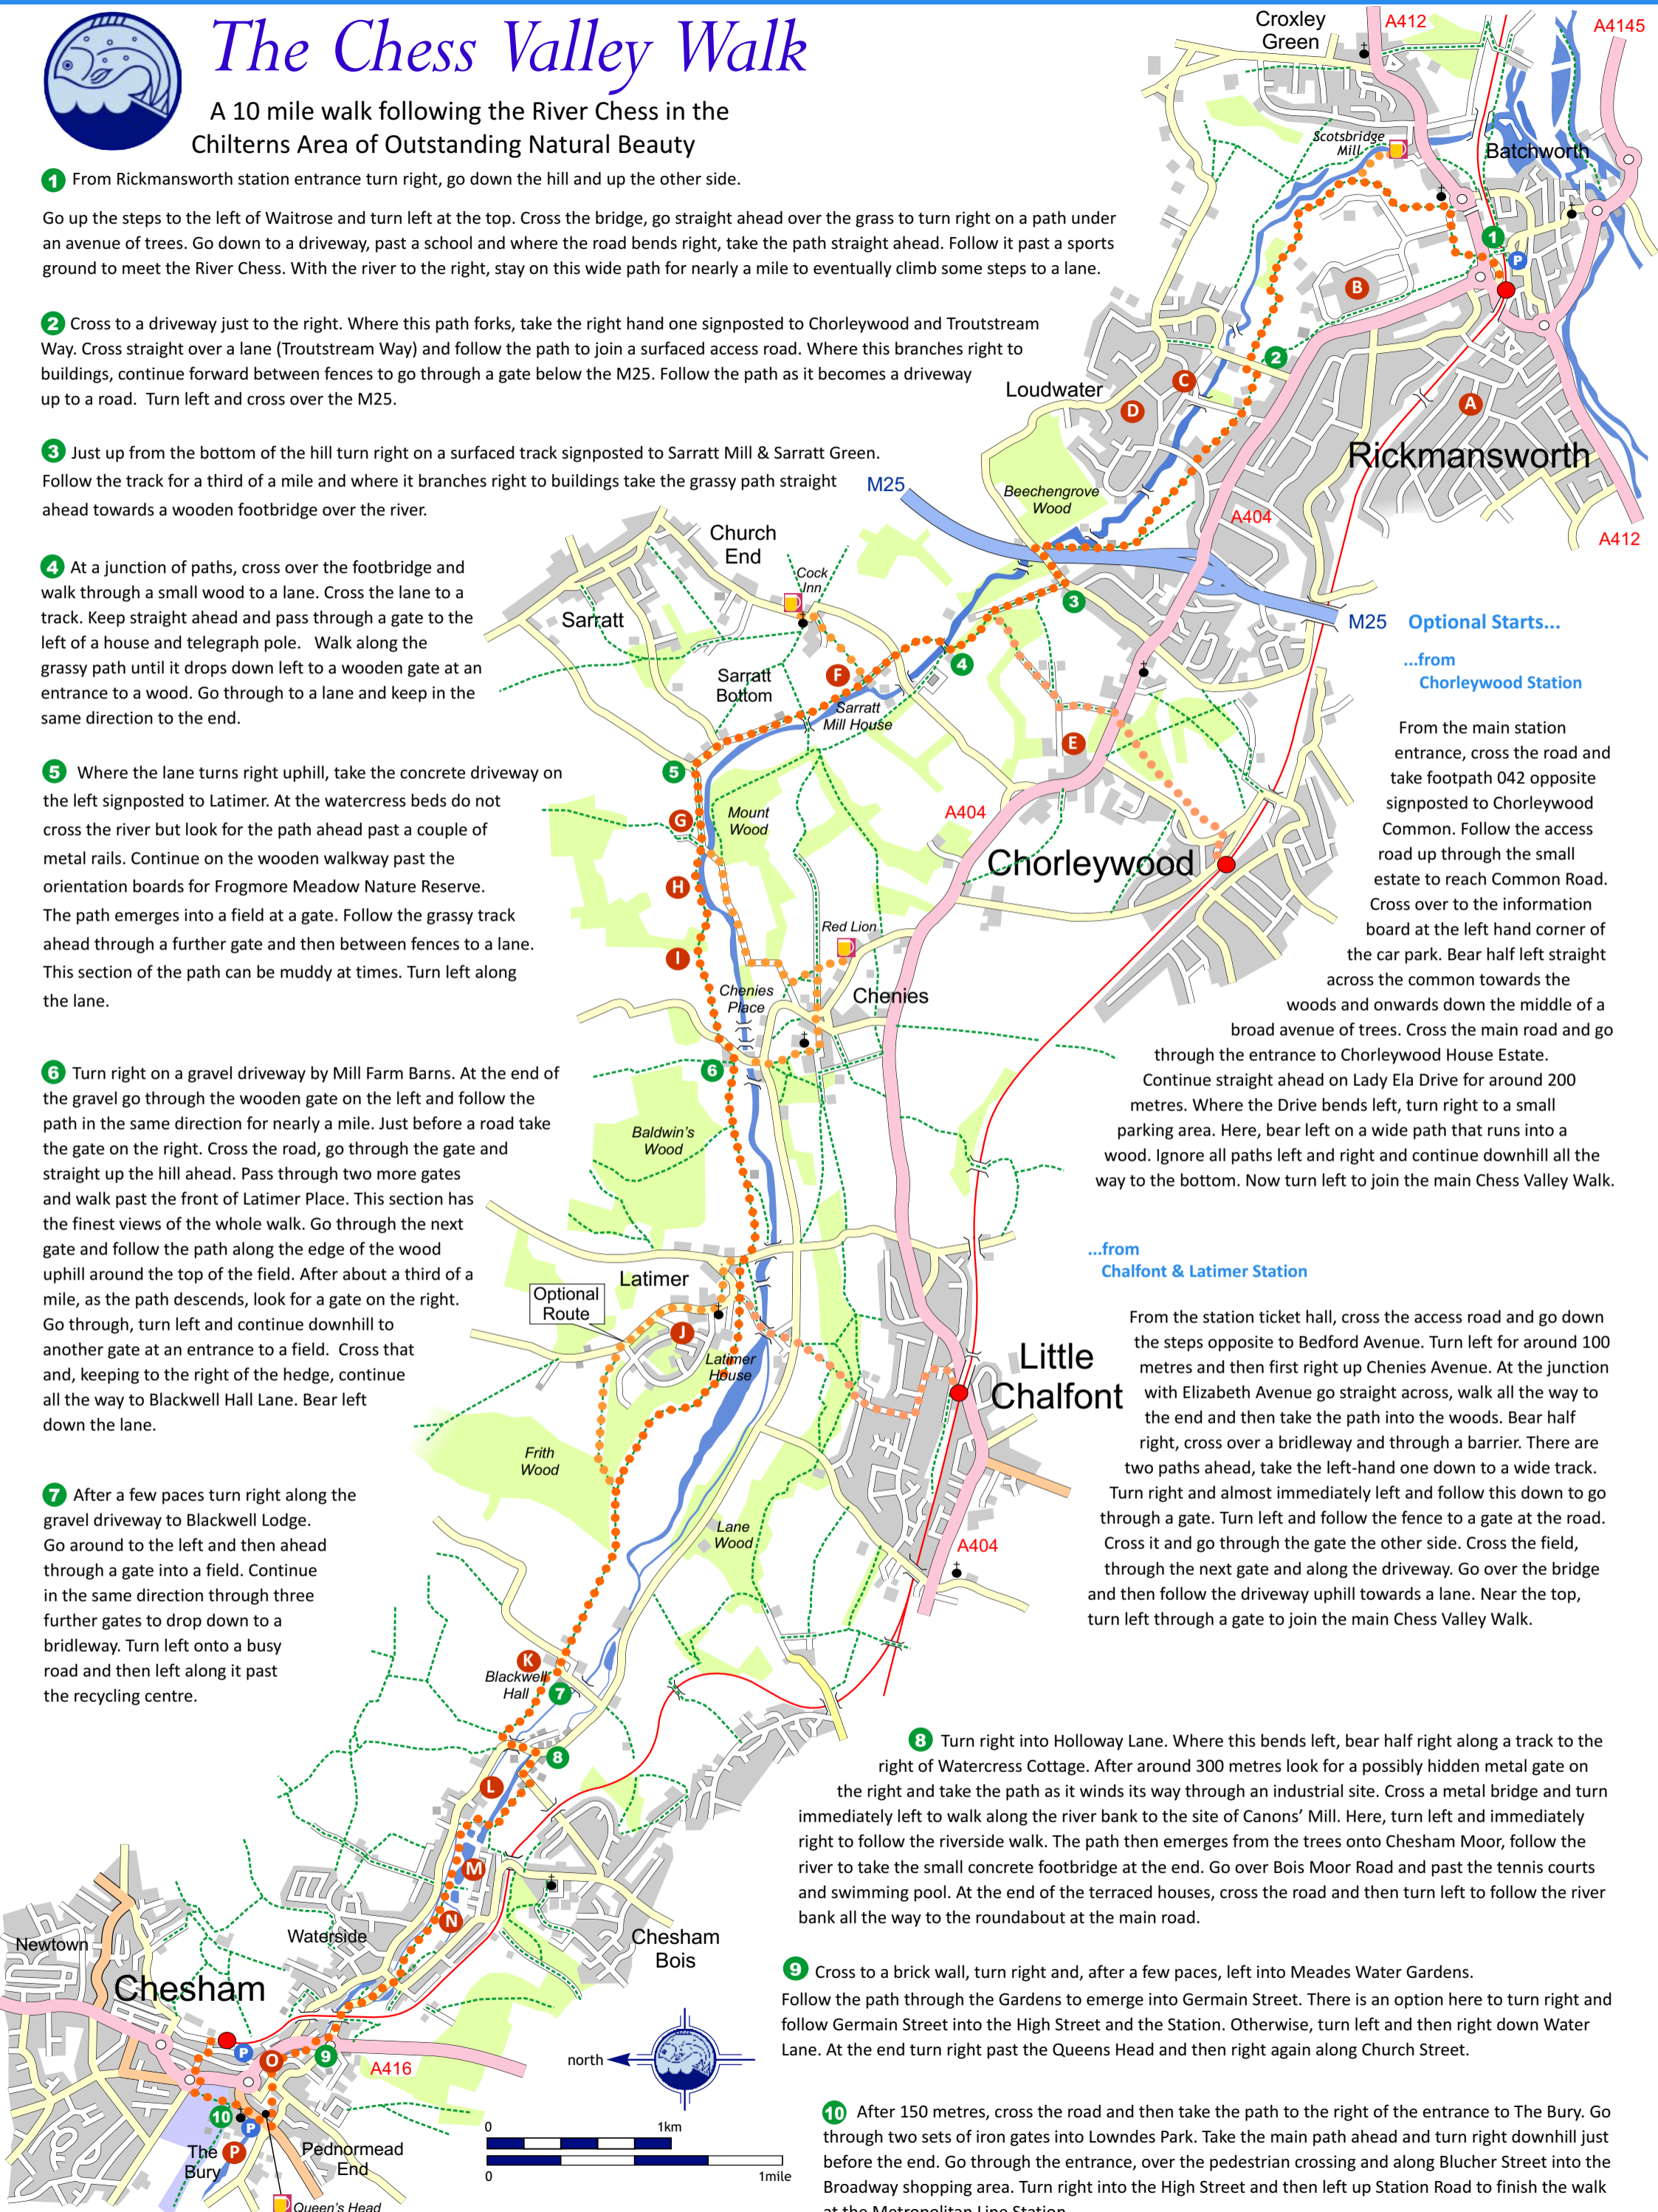 The Chess Valley Walk
A 10 mile walk following the River Chess in the
Chilterns Area of Outstanding Natural Beauty
1 From Rickmansworth station entrance turn right, go down the hill and up the other side.
Go up the steps to the left of Waitrose and turn left at the top. Cross the bridge, go straight ahead over the grass to turn right on a path under
an avenue of trees. Go down to a driveway, past a school and where the road bends right, take the path straight ahead. Follow it past a sports
ground to meet the River Chess. With the river to the right, stay on this wide path for nearly a mile to eventually climb some steps to a lane.
2 Cross to a driveway just to the right. Where this path forks, take the right hand one signposted to Chorleywood and Troutstream
Way. Cross straight over a lane (Troutstream Way) and follow the path to join a surfaced access road. Where this branches right to
buildings, continue forward between fences to go through a gate below the M25. Follow the path as it becomes a driveway
up to a road. Turn left and cross over the M25.
3 Just up from the bottom of the hill turn right on a surfaced track signposted to Sarratt Mill & Sarratt Green.
Follow the track for a third of a mile and where it branches right to buildings take the grassy path straight
ahead towards a wooden footbridge over the river.
4 At a junction of paths, cross over the footbridge and
walk through a small wood to a lane. Cross the lane to a
track. Keep straight ahead and pass through a gate to the
left of a house and telegraph pole. Walk along the
grassy path until it drops down left to a wooden gate at an
entrance to a wood. Go through to a lane and keep in the
same direction to the end.
5 Where the lane turns right uphill, take the concrete driveway on
the left signposted to Latimer. At the watercress beds do not
cross the river but look for the path ahead past a couple of
metal rails. Continue on the wooden walkway past the
orientation boards for Frogmore Meadow Nature Reserve.
The path emerges into a field at a gate. Follow the grassy track
ahead through a further gate and then between fences to a lane.
This section of the path can be muddy at times. Turn left along
the lane.
6 Turn right on a gravel driveway by Mill Farm Barns. At the end of
the gravel go through the wooden gate on the left and follow the
path in the same direction for nearly a mile. Just before a road take
the gate on the right. Cross the road, go through the gate and
straight up the hill ahead. Pass through two more gates
and walk past the front of Latimer Place. This section has
the finest views of the whole walk. Go through the next
gate and follow the path along the edge of the wood
uphill around the top of the field. After about a third of a
mile, as the path descends, look for a gate on the right.
Go through, turn left and continue downhill to
another gate at an entrance to a field. Cross that
and, keeping to the right of the hedge, continue
all the way to Blackwell Hall Lane. Bear left
down the lane.
7 After a few paces turn right along the
gravel driveway to Blackwell Lodge.
Go around to the left and then ahead
through a gate into a field. Continue
in the same direction through three
further gates to drop down to a
bridleway. Turn left onto a busy
road and then left along it past
the recycling centre.
Optional Starts...
...from
Chorleywood Station
From the main station
entrance, cross the road and
take footpath 042 opposite
signposted to Chorleywood
Common. Follow the access
road up through the small
estate to reach Common Road.
Cross over to the information
board at the left hand corner of
the car park. Bear half left straight
across the common towards the
woods and onwards down the middle of a
broad avenue of trees. Cross the main road and go
through the entrance to Chorleywood House Estate.
Continue straight ahead on Lady Ela Drive for around 200
metres. Where the Drive bends left, turn right to a small
parking area. Here, bear left on a wide path that runs into a
wood. Ignore all paths left and right and continue downhill all the
way to the bottom. Now turn left to join the main Chess Valley Walk.
...from
Chalfont & Latimer Station
From the station ticket hall, cross the access road and go down
the steps opposite to Bedford Avenue. Turn left for around 100
metres and then first right up Chenies Avenue. At the junction
with Elizabeth Avenue go straight across, walk all the way to
the end and then take the path into the woods. Bear half
right, cross over a bridleway and through a barrier. There are
two paths ahead, take the left-hand one down to a wide track.
Turn right and almost immediately left and follow this down to go
through a gate. Turn left and follow the fence to a gate at the road.
Cross it and go through the gate the other side. Cross the field,
through the next gate and along the driveway. Go over the bridge
and then follow the driveway uphill towards a lane. Near the top,
turn left through a gate to join the main Chess Valley Walk.
8 Turn right into Holloway Lane. Where this bends left, bear half right along a track to the
right of Watercress Cottage. After around 300 metres look for a possibly hidden metal gate on
the right and take the path as it winds its way through an industrial site. Cross a metal bridge and turn
immediately left to walk along the river bank to the site of Canons' Mill. Here, turn left and immediately
right to follow the riverside walk. The path then emerges from the trees onto Chesham Moor, follow the
river to take the small concrete footbridge at the end. Go over Bois Moor Road and past the tennis courts
and swimming pool. At the end of the terraced houses, cross the road and then turn left to follow the river
bank all the way to the roundabout at the main road.
9 Cross to a brick wall, turn right and, after a few paces, left into Meades Water Gardens.
Follow the path through the Gardens to emerge into Germain Street. There is an option here to turn right and
follow Germain Street into the High Street and the Station. Otherwise, turn left and then right down Water
Lane. At the end turn right past the Queens Head and then right again along Church Street.
10 After 150 metres, cross the road and then take the path to the right of the entrance to The Bury. Go
through two sets of iron gates into Lowndes Park. Take the main path ahead and turn right downhill just
before the end. Go through the entrance, over the pedestrian crossing and along Blucher Street into the
Broadway shopping area. Turn right into the High Street and then left up Station Road to finish the walk
at the Metropolitan Line Station
Croxley
Green
A412
A4145
Scotsbridge
Mill
Batchworth
1
P
B
2
Loudwater
C
D
A
Rickmansworth
Beechengrove
Wood
M25
A404
A412
Church
End
Cock
Inn
3
M25
Sarratt
4
Sarratt
Bottom
F
Sarratt
Mill House
E
5
G
Mount
Wood
A404
Chorleywood
H
Red Lion
I
Chenies
Place
Chenies
6
Baldwin's
Wood
Latimer
Optional
Route
J
Latimer
House
Little
Chalfont
Frith
Wood
Lane
Wood
A404
K
Blackwell
Hall
7
8
L
M
N
Waterside
Chesham
Bois
Newtown
Chesham
P
O
9
A416
10
P
The
Bury
P
Pednormead
End
Queen's Head
north
0
1km
0
1mile